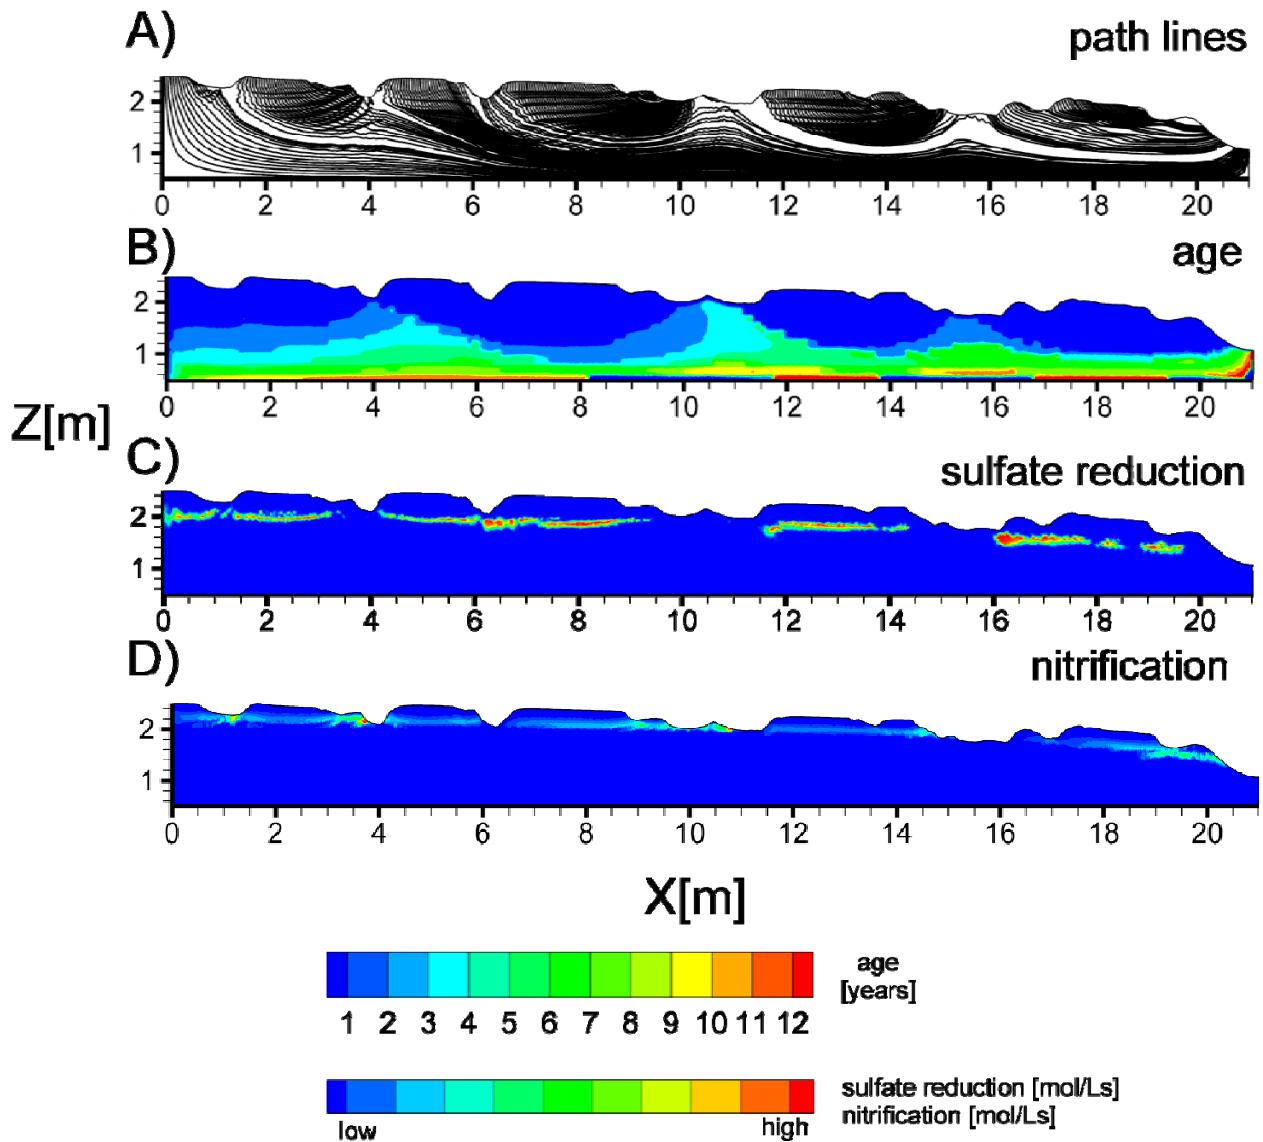 A)
path lines
2
1
0 2 4 6 8 10 12 14 16 18 20
B)
age
2
1
0 2 4 6 8 10 12 14 16 18 20
Z[m]
C)
sulfate reduction
2
1
0 2 4 6 8 10 12 14 16 18 20
D)
nitrification
2
1
0 2 4 6 8 10 12 14 16 18 20
X[m]
age
[years]
1 2 3 4 5 6 7 8 9 10 11 12
sulfate reduction [mol/Ls]
nitrification [mol/Ls]
low high